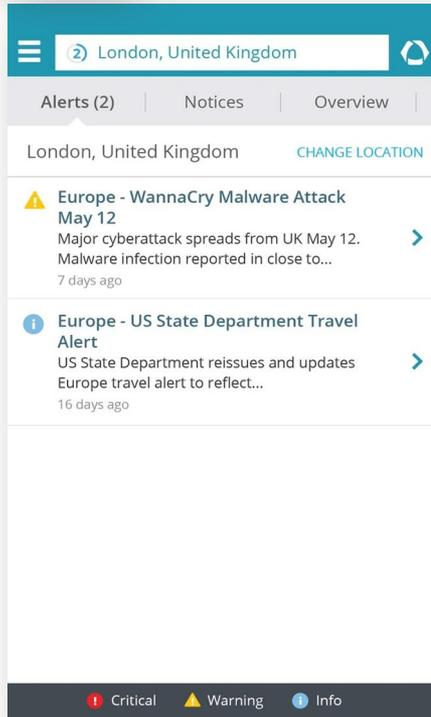 2 London, United Kingdom
Alerts (2) Notices Overview
London, United Kingdom CHANGE LOCATION
Europe - WannaCry Malware Attack
May 12
Major cyberattack spreads from UK May 12.
Malware infection reported in close to...
7 days ago
Europe - US State Department Travel
Alert
US State Department reissues and updates
Europe travel alert to reflect...
16 days ago
Critical Warning Info